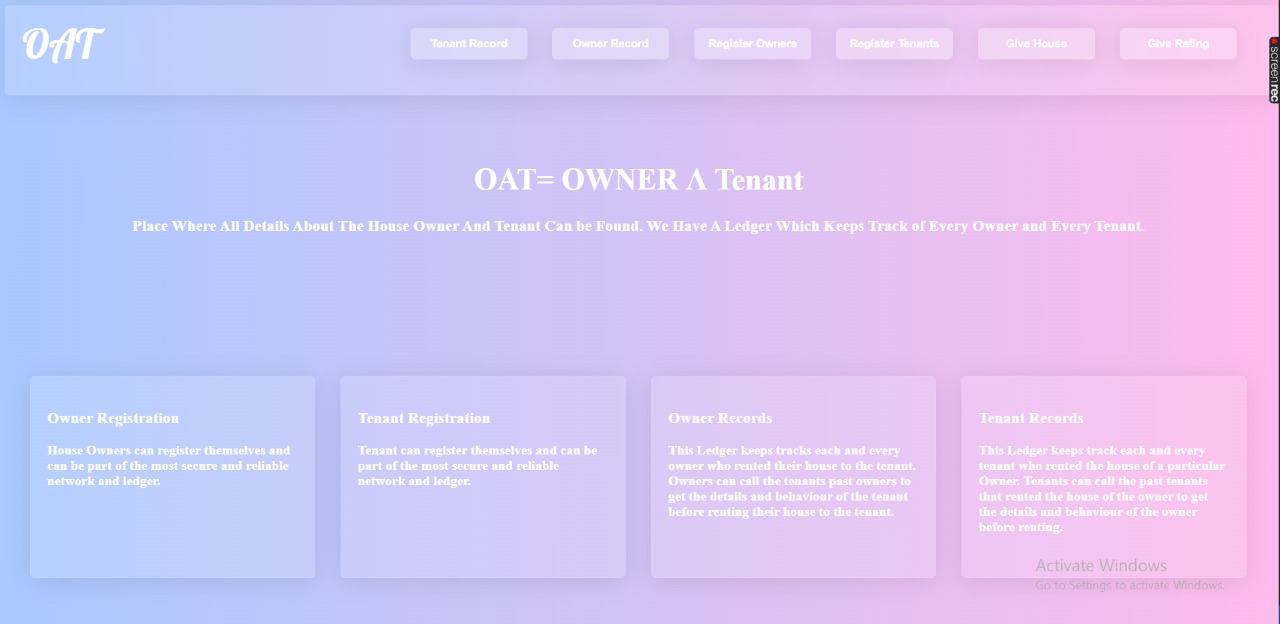 OAT
Tenant Record
Owner Record
Register Owners
Register Tenants
Give House
Give Rating
Screenrec
OAT= OWNER Λ Tenant
Place Where All Details About The House Owner And Tenant Can be Found. We Have A Ledger Which Keeps Track of Every Owner and Every Tenant.
Owner Registration
House Owners can register themselves and
can be part of the most secure and reliable
network and ledger.
Tenant Registration
Tenant can register themselves and can be
part of the most secure and reliable
network and ledger.
Owner Records
This Ledger keeps tracks each and every
owner who rented their house to the tenant.
Owners can call the tenants past owners to
get the details and behaviour of the tenant
before renting their house to the tenant.
Tenant Records
This Ledger keeps track each and every
tenant who rented the house of a particular
Owner. Tenants can call the past tenants
that rented the house of the owner to get
the details and behaviour of the owner
before renting.
Activate Windows
Go to Settings to activate Windows.